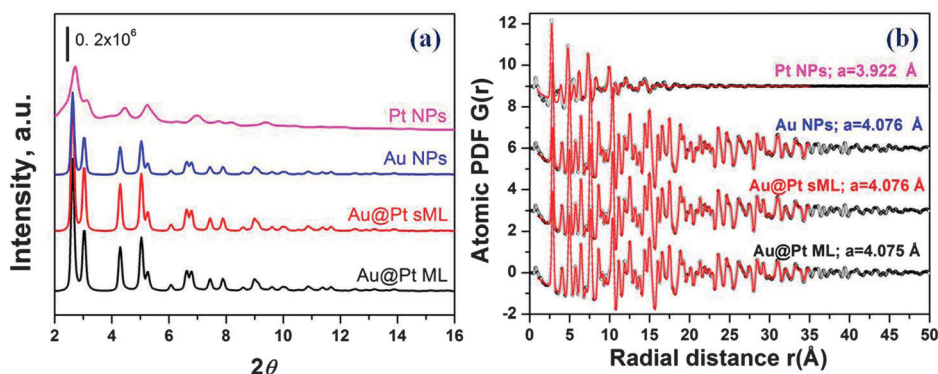 0. 2x10⁶
(a)
Pt NPs
Au NPs
Au@Pt sML
Au@Pt ML
Intensity, a.u.
2 4 6 8 10 12 14 16
2θ
(b)
12
10
8
6
4
2
0
-2
Pt NPs; a=3.922 Å
Au NPs; a=4.076 Å
Au@Pt sML; a=4.076 Å
Au@Pt ML; a=4.075 Å
Atomic PDF G(r)
0 5 10 15 20 25 30 35 40 45 50
Radial distance r(Å)